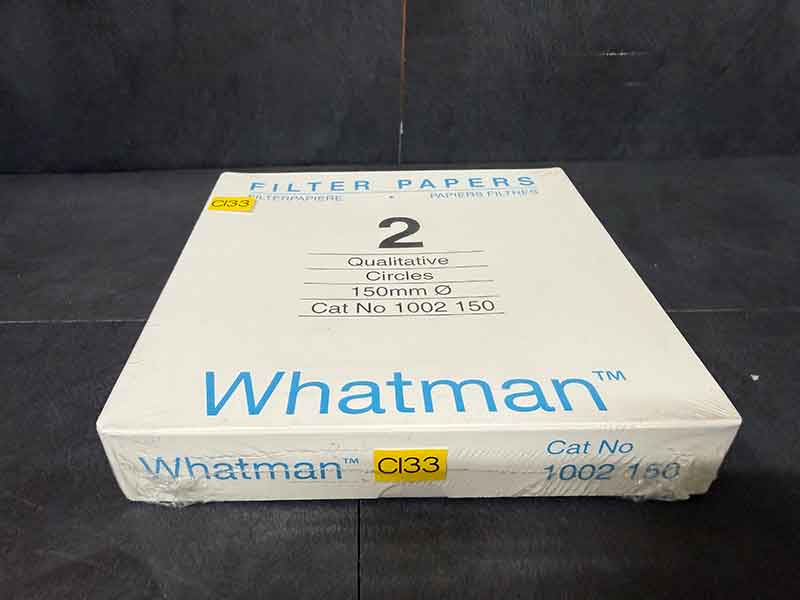 FILTER PAPERS
FILTERPAPIERE • PAPIERS FILTRES
CI33
2
Qualitative
Circles
150mm Ø
Cat No 1002 150
Whatman™
Whatman™ CI33 Cat No
1002 150